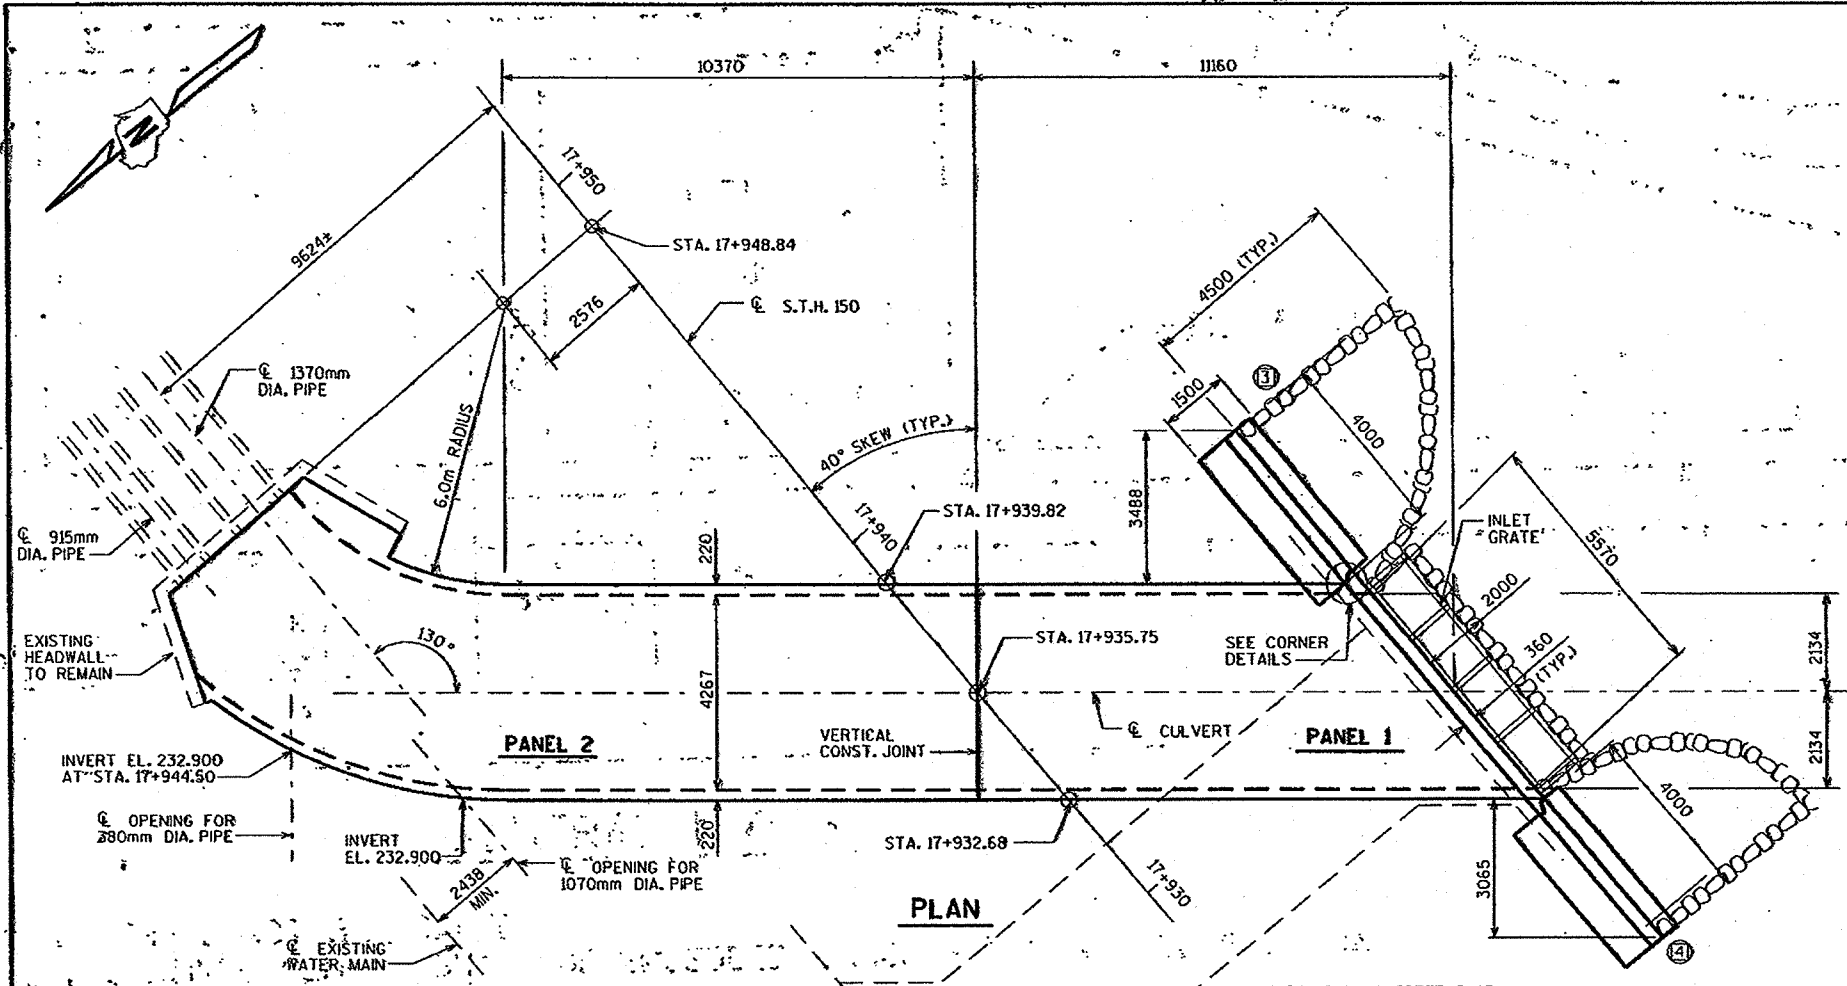 N
10370
11160
17+950
9624±
STA. 17+948.84
4500 (TYP.)
2576
℄ S.T.H. 150
℄ 1370mm
DIA. PIPE
3
1500
6.0m RADIUS
40° SKEW (TYP.)
4000
℄ 915mm
DIA. PIPE
3488
INLET
GRATE
5570
17+940
STA. 17+939.82
220
2000
EXISTING
HEADWALL
TO REMAIN
130°
STA. 17+935.75
SEE CORNER
DETAILS
360
(TYP.)
2134
4267
PANEL 2
VERTICAL
CONST. JOINT
℄ CULVERT
PANEL 1
2134
INVERT EL. 232.900
AT STA. 17+944.50
4000
℄ OPENING FOR
380mm DIA. PIPE
INVERT
EL. 232.900
220
STA. 17+932.68
℄ OPENING FOR
1070mm DIA. PIPE
2438
MIN.
17+930
3065
PLAN
℄ EXISTING
WATER MAIN
4